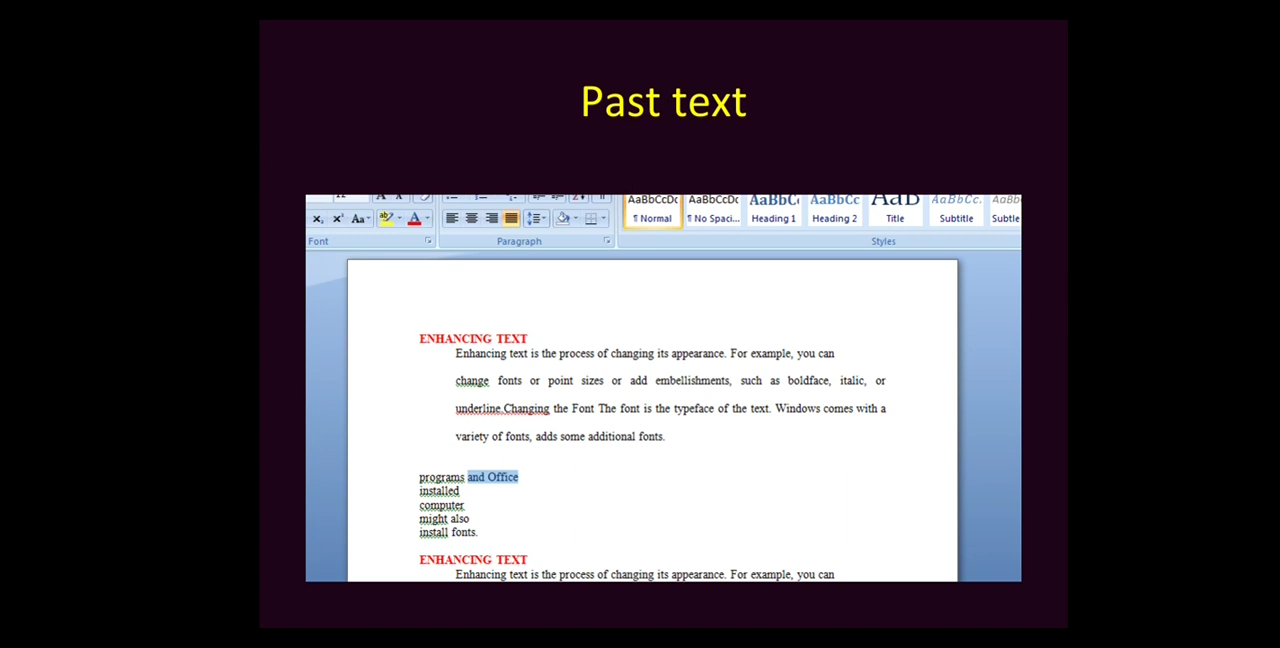 Past text
Aa
ab
A
AaBbCcDc AaBbCcDc AaBbC AaBbCc AaB AaBbCc. AaBb
¶ Normal ¶ No Spaci... Heading 1 Heading 2 Title Subtitle Subtle
Font Paragraph Styles
ENHANCING TEXT
Enhancing text is the process of changing its appearance. For example, you can
change fonts or point sizes or add embellishments, such as boldface, italic, or
underline.Changing the Font The font is the typeface of the text. Windows comes with a
variety of fonts, adds some additional fonts.
programs and Office
installed
computer
might also
install fonts.
ENHANCING TEXT
Enhancing text is the process of changing its appearance. For example, you can